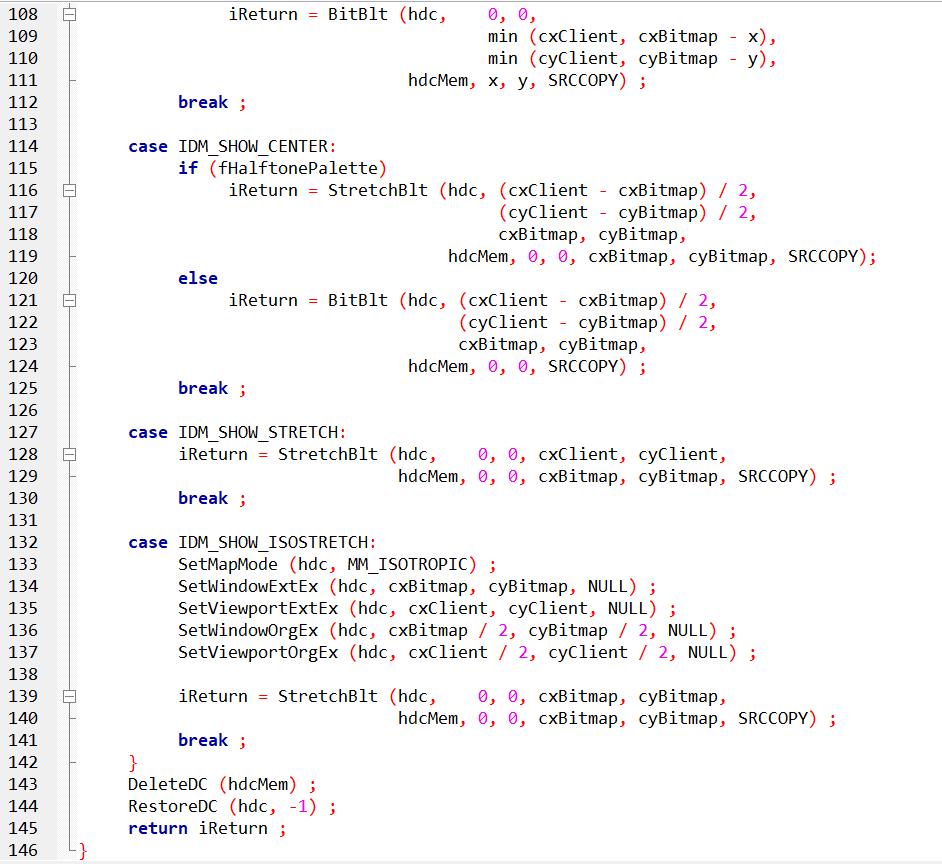 108 iReturn = BitBlt (hdc,    0, 0,
109 min (cxClient, cxBitmap - x),
110 min (cyClient, cyBitmap - y),
111 hdcMem, x, y, SRCCOPY) ;
112 break ;
113
114 case IDM_SHOW_CENTER:
115 if (fHalftonePalette)
116 iReturn = StretchBlt (hdc, (cxClient - cxBitmap) / 2,
117 (cyClient - cyBitmap) / 2,
118 cxBitmap, cyBitmap,
119 hdcMem, 0, 0, cxBitmap, cyBitmap, SRCCOPY);
120 else
121 iReturn = BitBlt (hdc, (cxClient - cxBitmap) / 2,
122 (cyClient - cyBitmap) / 2,
123 cxBitmap, cyBitmap,
124 hdcMem, 0, 0, SRCCOPY) ;
125 break ;
126
127 case IDM_SHOW_STRETCH:
128 iReturn = StretchBlt (hdc,    0, 0, cxClient, cyClient,
129 hdcMem, 0, 0, cxBitmap, cyBitmap, SRCCOPY) ;
130 break ;
131
132 case IDM_SHOW_ISOSTRETCH:
133 SetMapMode (hdc, MM_ISOTROPIC) ;
134 SetWindowExtEx (hdc, cxBitmap, cyBitmap, NULL) ;
135 SetViewportExtEx (hdc, cxClient, cyClient, NULL) ;
136 SetWindowOrgEx (hdc, cxBitmap / 2, cyBitmap / 2, NULL) ;
137 SetViewportOrgEx (hdc, cxClient / 2, cyClient / 2, NULL) ;
138
139 iReturn = StretchBlt (hdc,    0, 0, cxBitmap, cyBitmap,
140 hdcMem, 0, 0, cxBitmap, cyBitmap, SRCCOPY) ;
141 break ;
142 }
143 DeleteDC (hdcMem) ;
144 RestoreDC (hdc, -1) ;
145 return iReturn ;
146 }